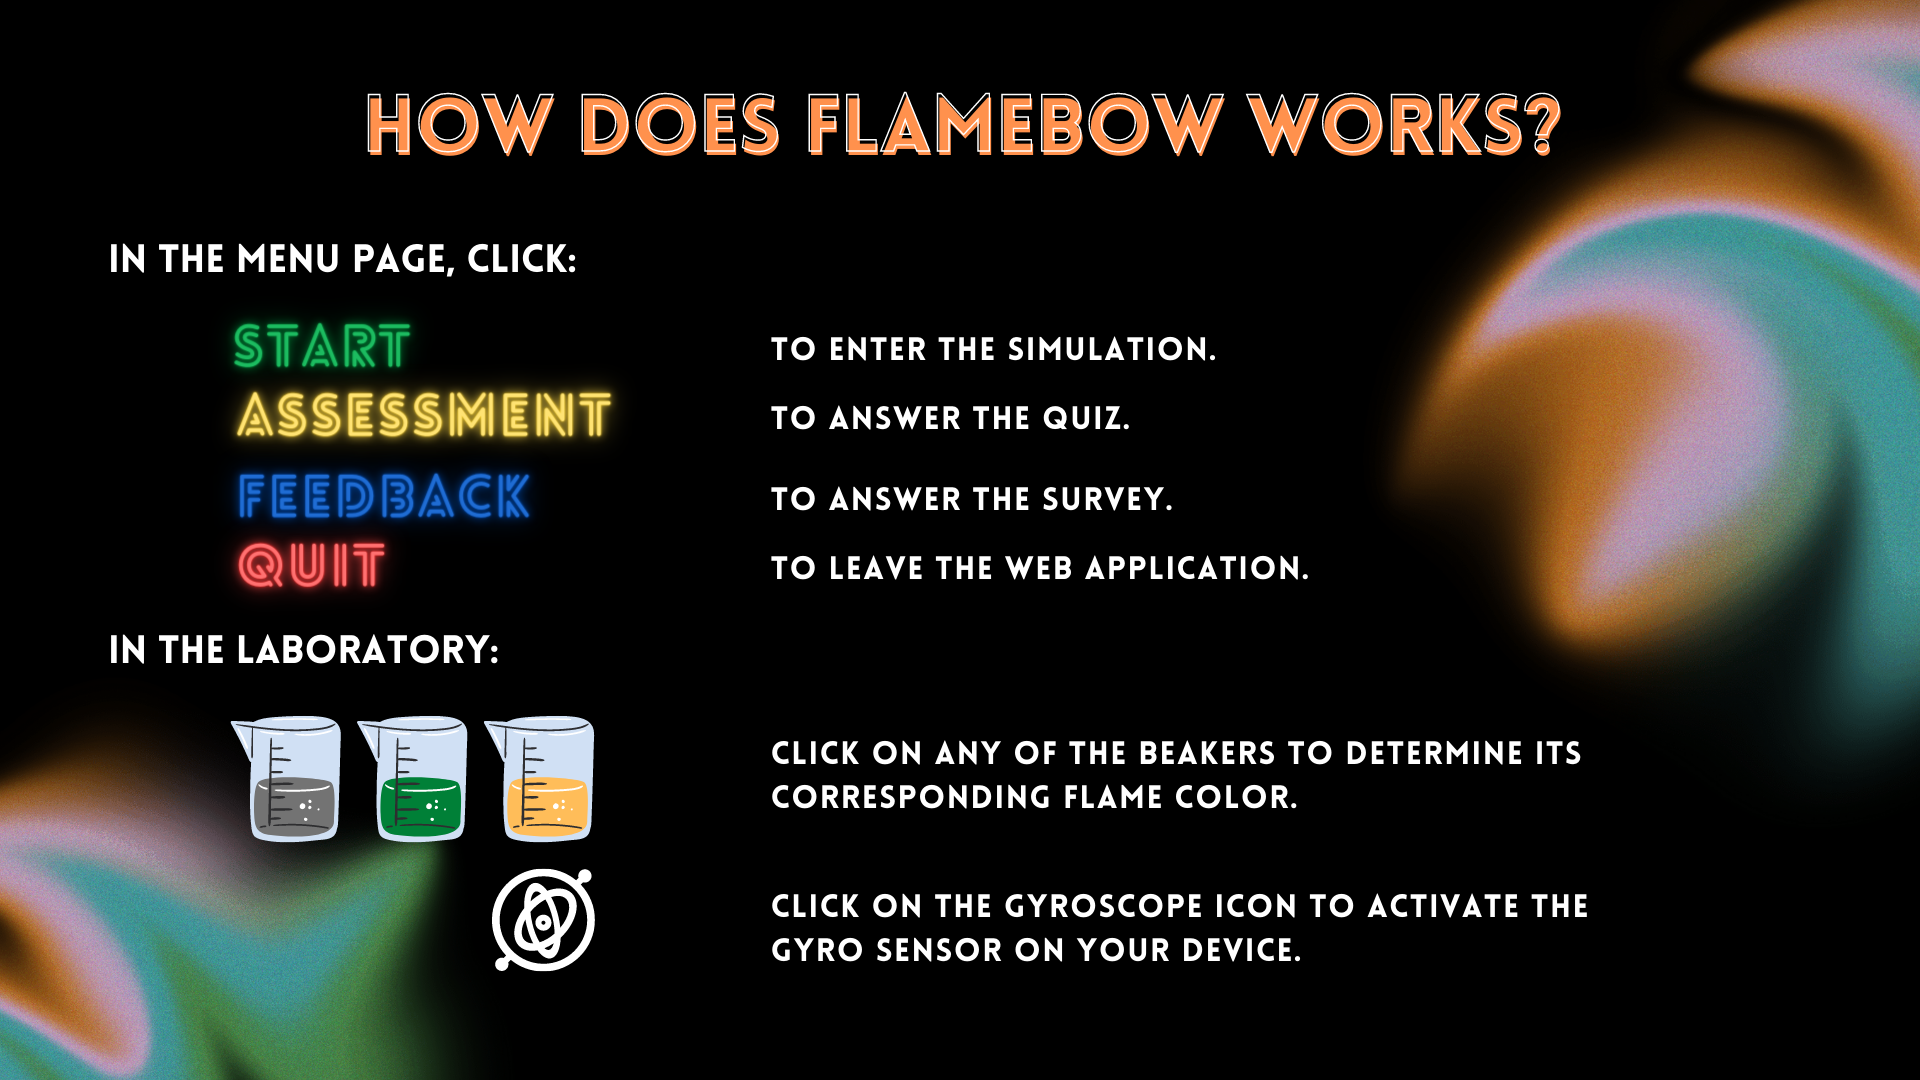 HOW DOES FLAMEBOW WORKS?
IN THE MENU PAGE, CLICK:
START
TO ENTER THE SIMULATION.
ASSESSMENT
TO ANSWER THE QUIZ.
FEEDBACK
TO ANSWER THE SURVEY.
QUIT
TO LEAVE THE WEB APPLICATION.
IN THE LABORATORY:
CLICK ON ANY OF THE BEAKERS TO DETERMINE ITS
CORRESPONDING FLAME COLOR.
CLICK ON THE GYROSCOPE ICON TO ACTIVATE THE
GYRO SENSOR ON YOUR DEVICE.